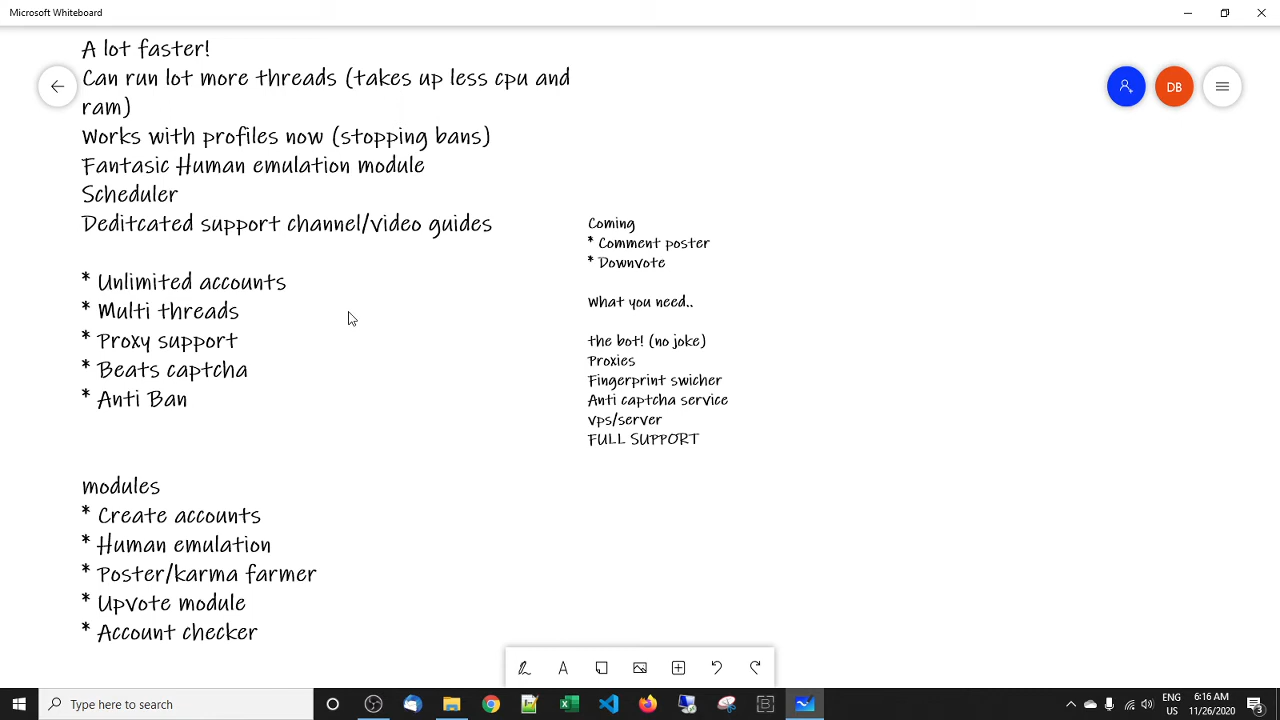 Microsoft Whiteboard
A lot faster!
Can run lot more threads (takes up less cpu and
ram)
Works with profiles now (stopping bans)
Fantasic Human emulation module
Scheduler
Deditcated support channel/video guides
* Unlimited accounts
* Multi threads
* Proxy support
* Beats captcha
* Anti Ban
modules
* Create accounts
* Human emulation
* Poster/karma farmer
* Upvote module
* Account checker
Coming
* Comment poster
* Downvote
What you need..
the bot! (no joke)
Proxies
Fingerprint swicher
Anti captcha service
vps/server
FULL SUPPORT
DB
Type here to search
ENG
US
6:16 AM
11/26/2020
3